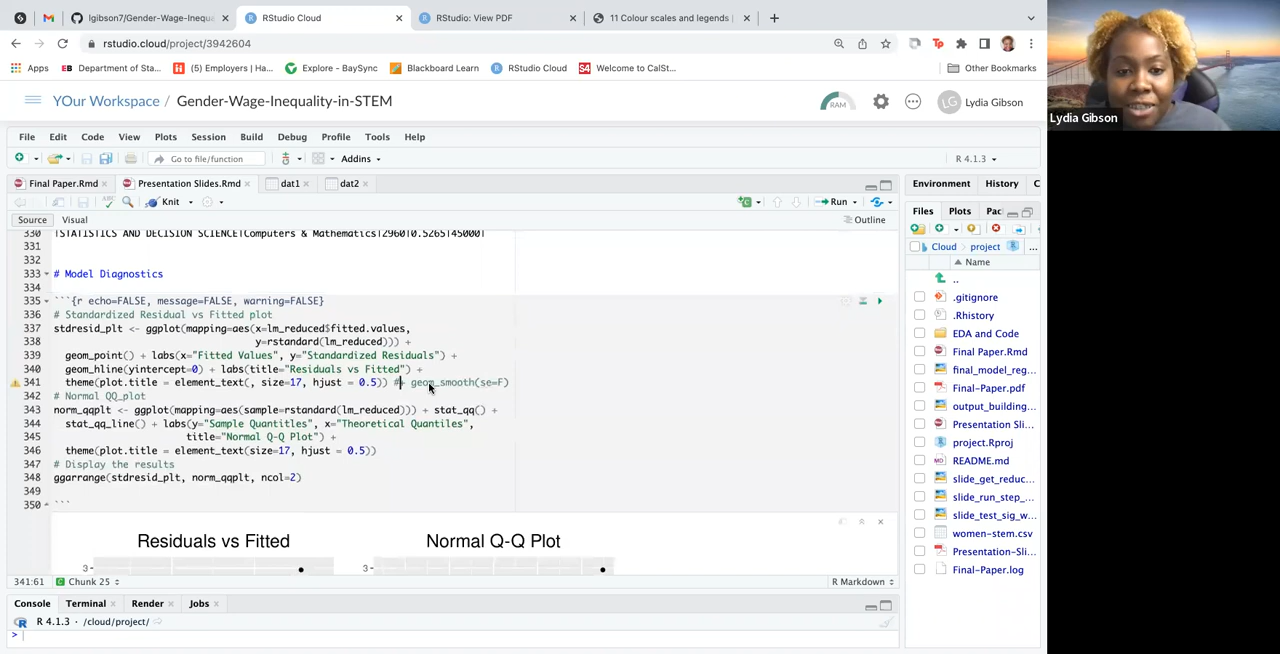 lgibson7/Gender-Wage-Inequa
RStudio Cloud
RStudio: View PDF
11 Colour scales and legends |
rstudio.cloud/project/3942604
Apps
Department of Sta...
(5) Employers | Ha...
Explore - BaySync
Blackboard Learn
RStudio Cloud
Welcome to CalSt...
Other Bookmarks
YOur Workspace / Gender-Wage-Inequality-in-STEM
RAM
LG
Lydia Gibson
File Edit Code View Plots Session Build Debug Profile Tools Help
Go to file/function
Addins
R 4.1.3
Final Paper.Rmd
Presentation Slides.Rmd
dat1
dat2
Knit
Run
Source Visual
Outline
330 |STATISTICS AND DECISION SCIENCE|Computers & Mathematics|2960|0.5265|45000|
331
332
333 # Model Diagnostics
334
335 ```{r echo=FALSE, message=FALSE, warning=FALSE}
336 # Standardized Residual vs Fitted plot
337 stdresid_plt <- ggplot(mapping=aes(x=lm_reduced$fitted.values,
338 y=rstandard(lm_reduced))) +
339 geom_point() + labs(x="Fitted Values", y="Standardized Residuals") +
340 geom_hline(yintercept=0) + labs(title="Residuals vs Fitted") +
341 theme(plot.title = element_text(, size=17, hjust = 0.5)) #+ geom_smooth(se=F)
342 # Normal QQ_plot
343 norm_qqplt <- ggplot(mapping=aes(sample=rstandard(lm_reduced))) + stat_qq() +
344 stat_qq_line() + labs(y="Sample Quantitles", x="Theoretical Quantiles",
345 title="Normal Q-Q Plot") +
346 theme(plot.title = element_text(size=17, hjust = 0.5))
347 # Display the results
348 ggarrange(stdresid_plt, norm_qqplt, ncol=2)
349
350 ```
Residuals vs Fitted
Normal Q-Q Plot
3
3
341:61
Chunk 25
R Markdown
Console Terminal Render Jobs
R 4.1.3 · /cloud/project/
>
Environment History C
Files Plots Pac
Cloud project ...
Name
..
.gitignore
.Rhistory
EDA and Code
Final Paper.Rmd
final_model_reg...
Final-Paper.pdf
output_building...
Presentation Sli...
project.Rproj
README.md
slide_get_reduc...
slide_run_step_...
slide_test_sig_w...
women-stem.csv
Presentation-Sli...
Final-Paper.log
Lydia Gibson